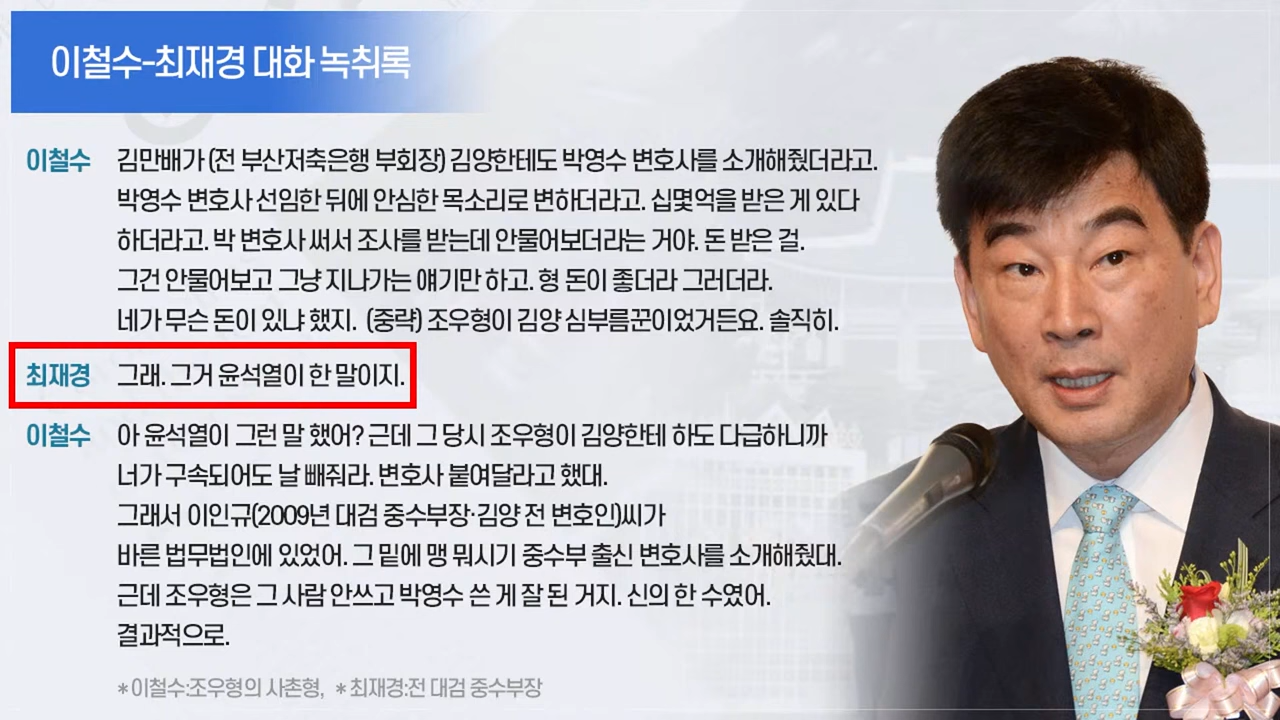 이철수-최재경 대화 녹취록
이철수 김만배가 (전 부산저축은행 부회장) 김양한테도 박영수 변호사를 소개해줬더라고.
박영수 변호사 선임한 뒤에 안심한 목소리로 변하더라고. 십몇억을 받은 게 있다
하더라고. 박 변호사 써서 조사를 받는데 안물어보더라는 거야. 돈 받은 걸.
그건 안물어보고 그냥 지나가는 얘기만 하고. 형 돈이 좋더라 그러더라.
네가 무슨 돈이 있냐 했지. (중략) 조우형이 김양 심부름꾼이었거든요. 솔직히.
최재경 그래. 그거 윤석열이 한 말이지.
이철수 아 윤석열이 그런 말 했어? 근데 그 당시 조우형이 김양한테 하도 다급하니까
너가 구속되어도 날 빼줘라. 변호사 붙여달라고 했대.
그래서 이인규(2009년 대검 중수부장·김양 전 변호인)씨가
바른 법무법인에 있었어. 그 밑에 맹 뭐시기 중수부 출신 변호사를 소개해줬대.
근데 조우형은 그 사람 안쓰고 박영수 쓴 게 잘 된 거지. 신의 한 수였어.
결과적으로.
*이철수:조우형의 사촌형, *최재경:전 대검 중수부장